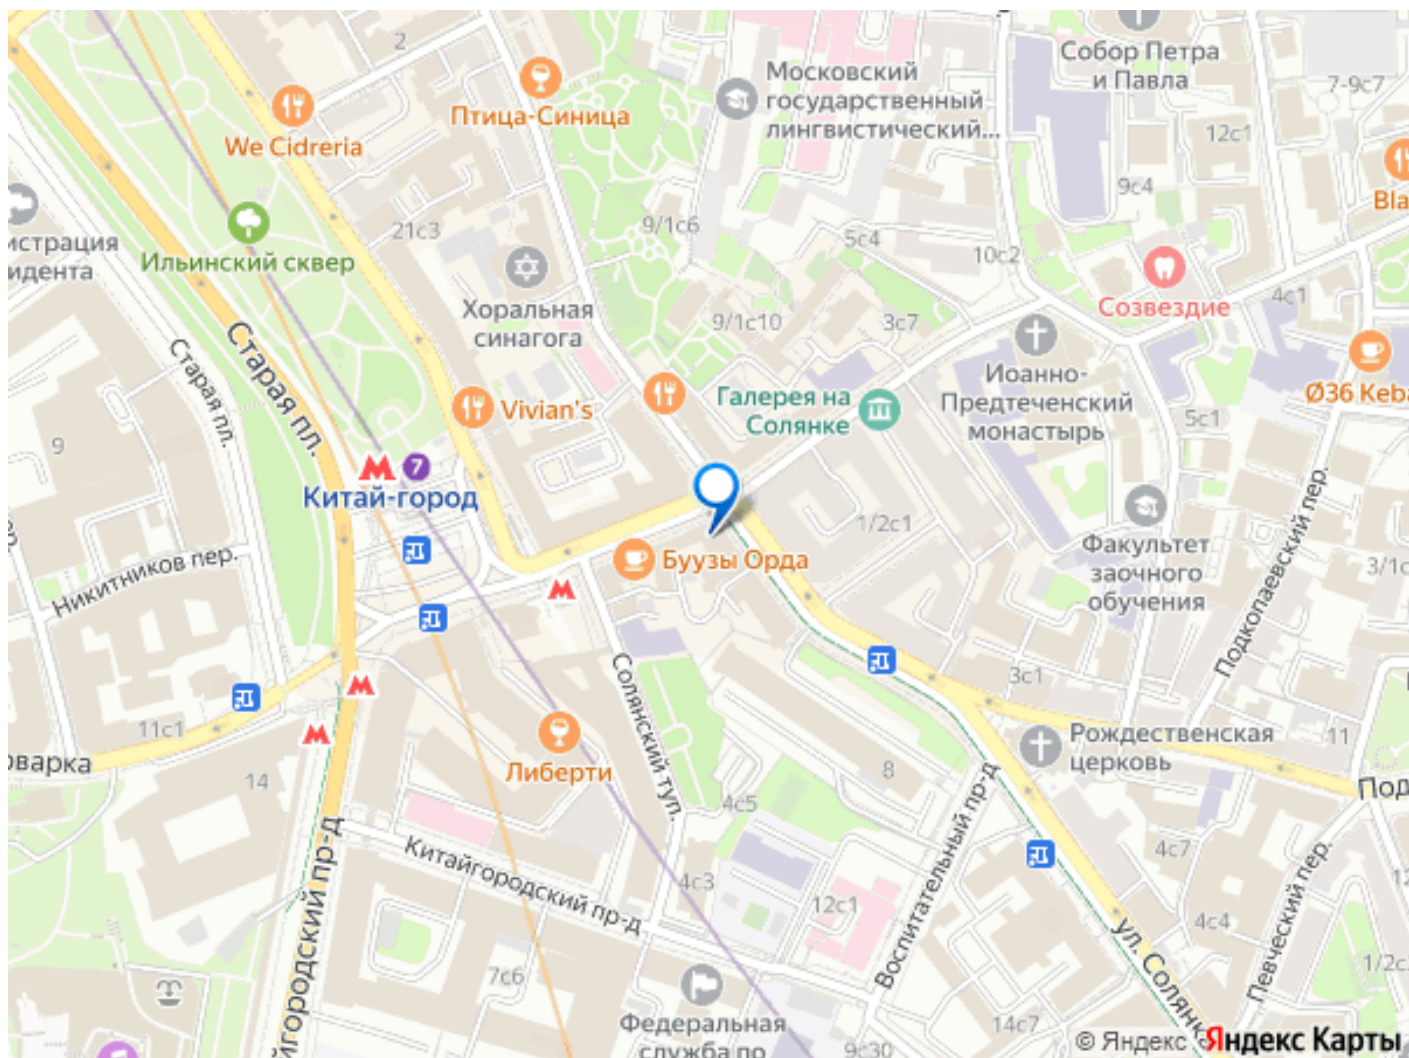 2
Собор Петра
и Павла
Московский
государственный
лингвистический...
7-9с7
Птица-Синица
We Cidreria
12с1
9с4
Bla
истрация
идента
21с3
9/1с6
5с4
10с2
Ильинский сквер
Хоральная
синагога
Созвездие
4с1
9/1с10
3с7
Старая пл.
Старая пл.
Иоанно-
Предтеченский
монастырь
Галерея на
Солянке
Vivian's
Ø36 Keba
5с1
9
7
Китай-город
1/2с1
Подкопаевский пер.
Никитников пер.
Буузы Орда
Факультет
заочного
обучения
3/1с
Солянский туп.
3с1
11с1
оварка
14
Либерти
Рождественская
церковь
11
8
Под
4с5
Китайгородский пр-д
игородский пр-д
Воспитательный пр-д
4с7
Певческий пер.
12
4с3
12с1
4с4
ул. Солянка
7с6
1/2с
Федеральная
служба по
14с7
9с30
© Яндекс
Яндекс Карты